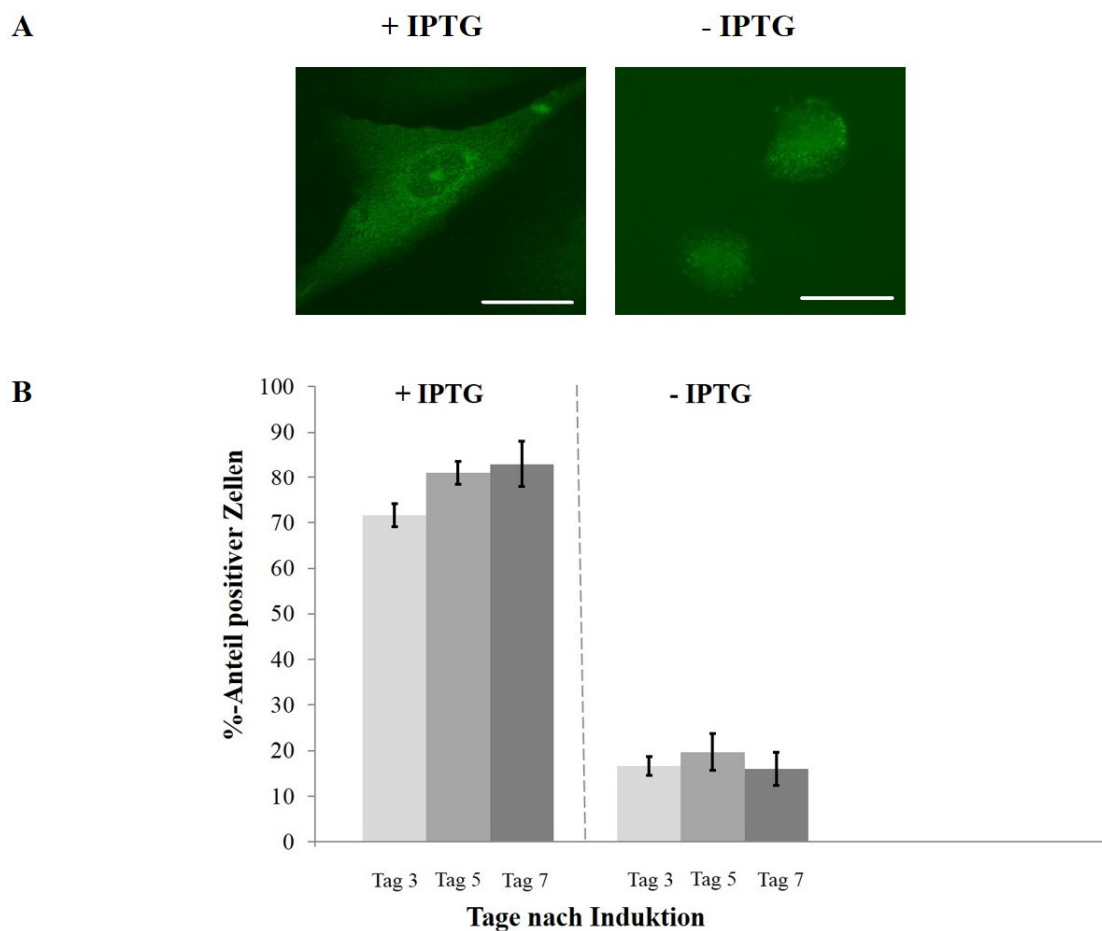 A
+ IPTG
- IPTG
B
+ IPTG
- IPTG
%-Anteil positiver Zellen
100
90
80
70
60
50
40
30
20
10
0
Tag 3 Tag 5 Tag 7
Tag 3 Tag 5 Tag 7
Tage nach Induktion